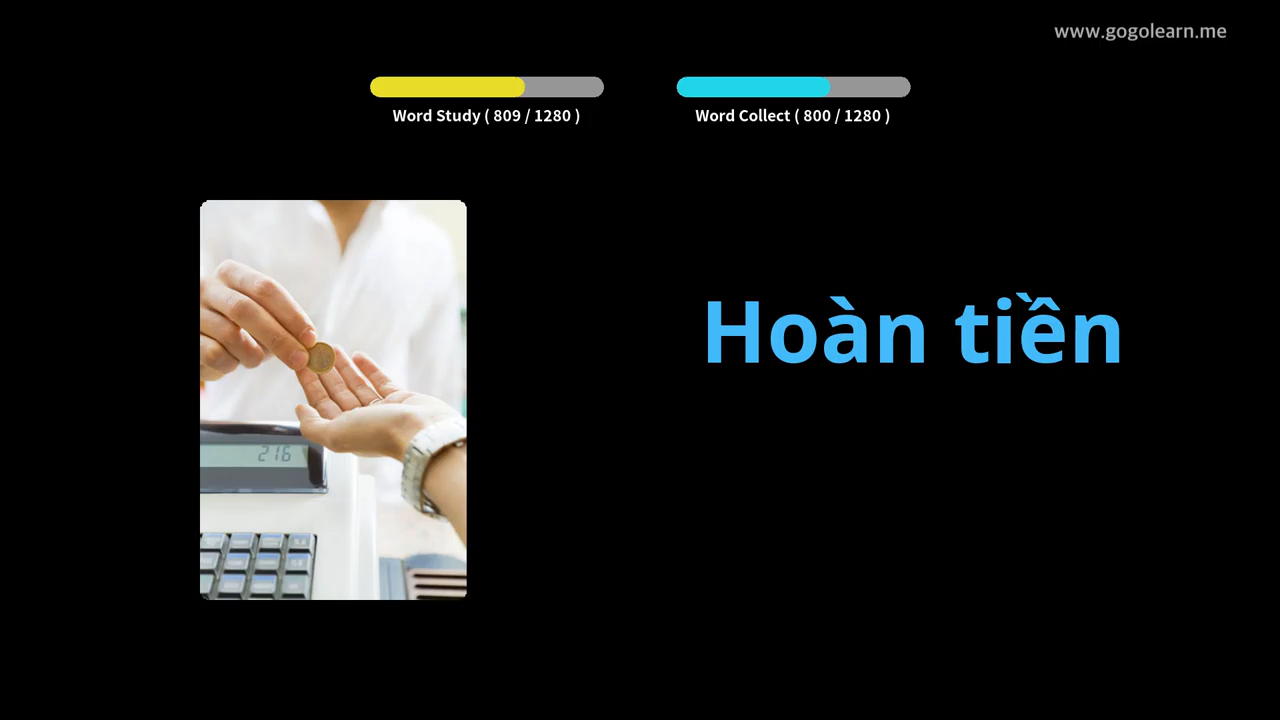 www.gogolearn.me
Word Study ( 809 / 1280 )
Word Collect ( 800 / 1280 )
Hoàn tiền
216